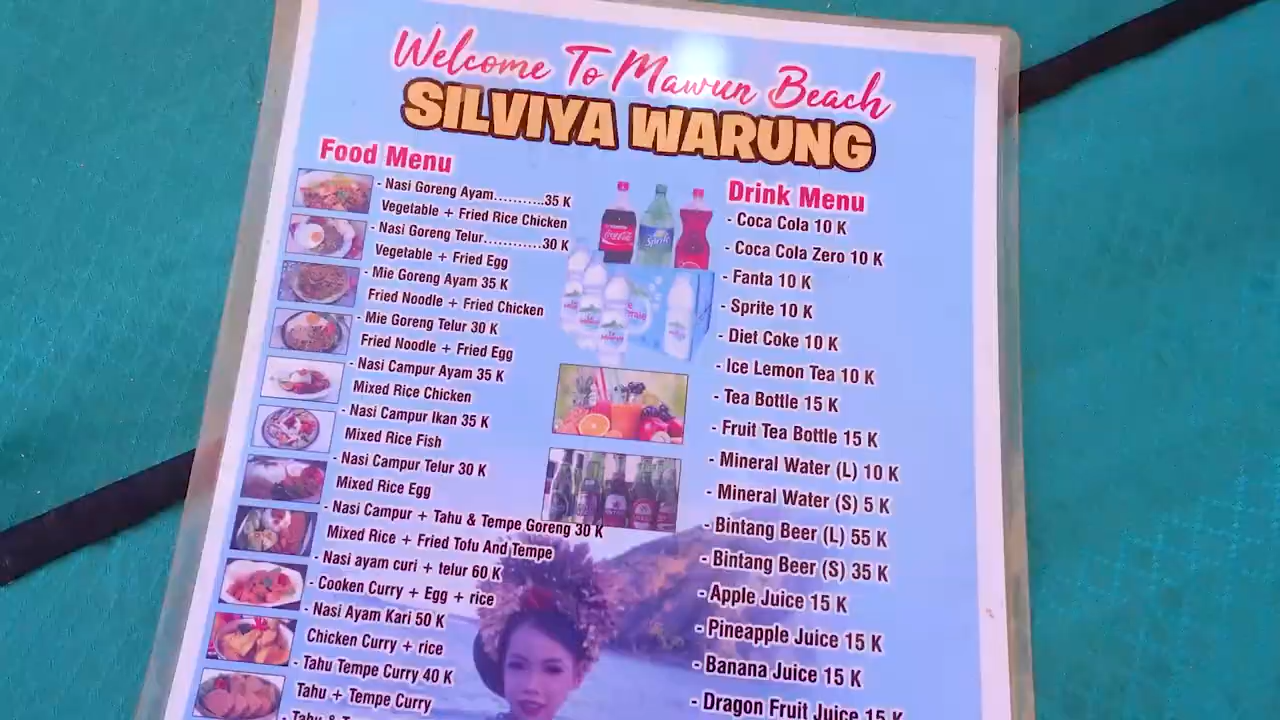 Welcome To Mawun Beach
SILVIYA WARUNG
Food Menu
- Nasi Goreng Ayam...........35 K
Vegetable + Fried Rice Chicken
- Nasi Goreng Telur............30 K
Vegetable + Fried Egg
- Mie Goreng Ayam 35 K
Fried Noodle + Fried Chicken
- Mie Goreng Telur 30 K
Fried Noodle + Fried Egg
- Nasi Campur Ayam 35 K
Mixed Rice Chicken
- Nasi Campur Ikan 35 K
Mixed Rice Fish
- Nasi Campur Telur 30 K
Mixed Rice Egg
- Nasi Campur + Tahu & Tempe Goreng 30 K
Mixed Rice + Fried Tofu And Tempe
- Nasi ayam curi + telur 60 K
- Cooken Curry + Egg + rice
- Nasi Ayam Kari 50 K
Chicken Curry + rice
- Tahu Tempe Curry 40 K
Tahu + Tempe Curry
Coca-Cola
Sprite
Drink Menu
- Coca Cola 10 K
- Coca Cola Zero 10 K
- Fanta 10 K
- Sprite 10 K
- Diet Coke 10 K
- Ice Lemon Tea 10 K
- Tea Bottle 15 K
- Fruit Tea Bottle 15 K
- Mineral Water (L) 10 K
- Mineral Water (S) 5 K
- Bintang Beer (L) 55 K
- Bintang Beer (S) 35 K
- Apple Juice 15 K
- Pineapple Juice 15 K
- Banana Juice 15 K
- Dragon Fruit Juice 15 K